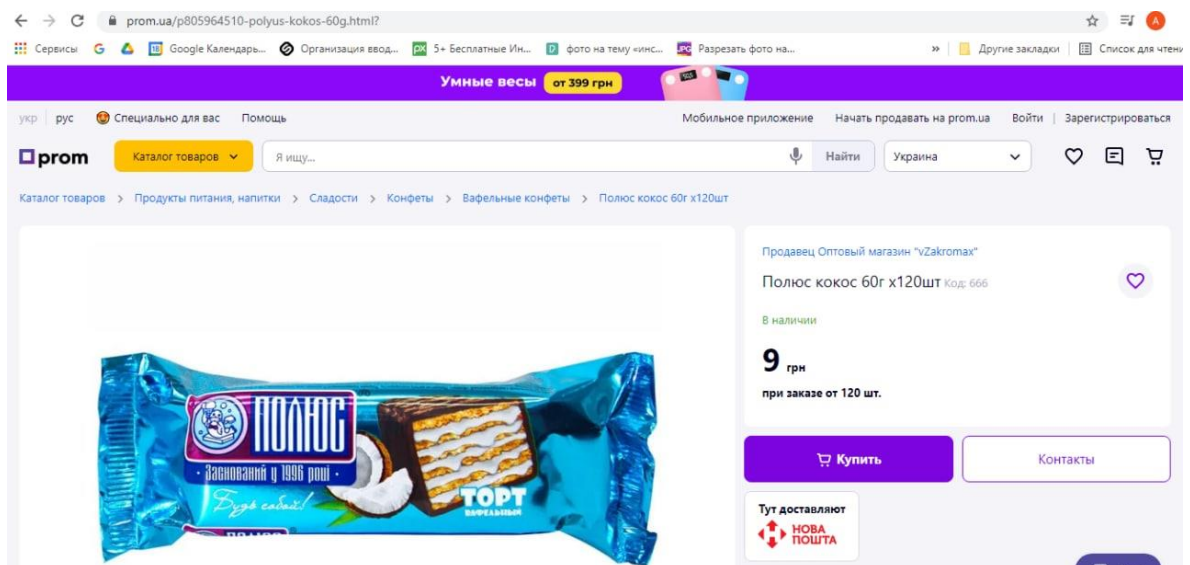 prom.ua/p805964510-polyus-kokos-60g.html?
Сервисы Google Календарь... Организация ввод... 5+ Бесплатные Ин... фото на тему «инс... Разрезать фото на... » Другие закладки Список для чтени
Умные весы от 399 грн
укр рус Специально для вас Помощь Мобильное приложение Начать продавать на prom.ua Войти Зарегистрироваться
prom Каталог товаров Я ищу... Найти Украина
Каталог товаров > Продукты питания, напитки > Сладости > Конфеты > Вафельные конфеты > Полюс кокос 60г x120шт
Продавец Оптовый магазин "vZakromax"
Полюс кокос 60г x120шт Код: 666
В наличии
9 грн
при заказе от 120 шт.
Купить Контакты
Тут доставляют
НОВА
ПОШТА
ПОЛЮС
· Заснований у 1996 році ·
Будь собой!
ТОРТ
ВАФЕЛЬНЫЙ